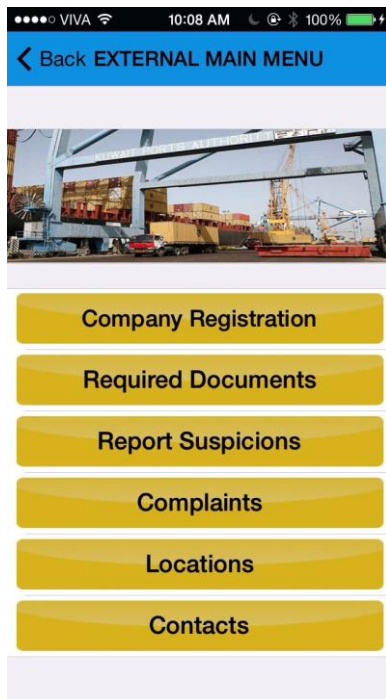 VIVA 10:08 AM 100%
Back EXTERNAL MAIN MENU
KUWAIT PORTS AUTHORITY
Company Registration
Required Documents
Report Suspicions
Complaints
Locations
Contacts